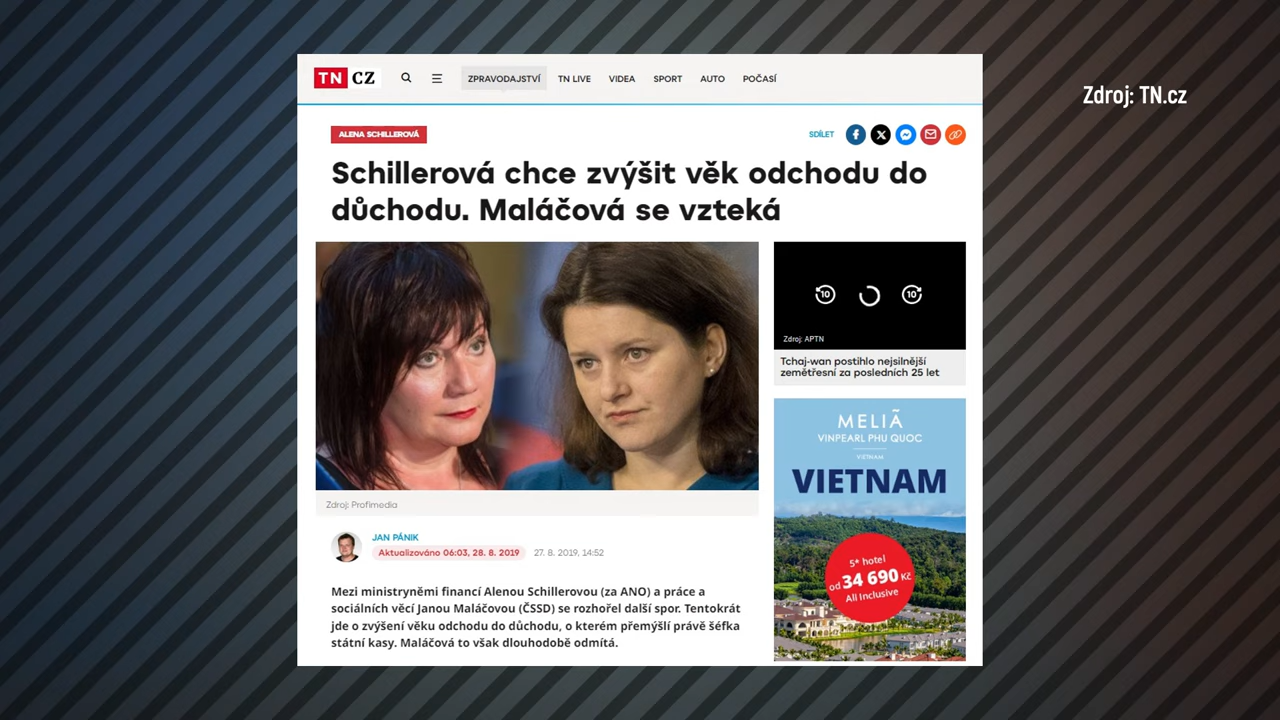 TN CZ
ZPRAVODAJSTVÍ
TN LIVE
VIDEA
SPORT
AUTO
POČASÍ
Zdroj: TN.cz
ALENA SCHILLEROVÁ
SDÍLET
Schillerová chce zvýšit věk odchodu do
důchodu. Maláčová se vzteká
10
10
Zdroj: APTN
Tchaj-wan postihlo nejsilnější
zemětřesní za posledních 25 let
Zdroj: Profimedia
MELIÃ
VINPEARL PHU QUOC
VIETNAM
VIETNAM
5* hotel
od 34 690 Kč
All Inclusive
JAN PÁNIK
Aktualizováno 06:03, 28. 8. 2019
27. 8. 2019, 14:52
Mezi ministryněmi financí Alenou Schillerovou (za ANO) a práce a
sociálních věcí Janou Maláčovou (ČSSD) se rozhořel další spor. Tentokrát
jde o zvýšení věku odchodu do důchodu, o kterém přemýšlí právě šéfka
státní kasy. Maláčová to však dlouhodobě odmítá.